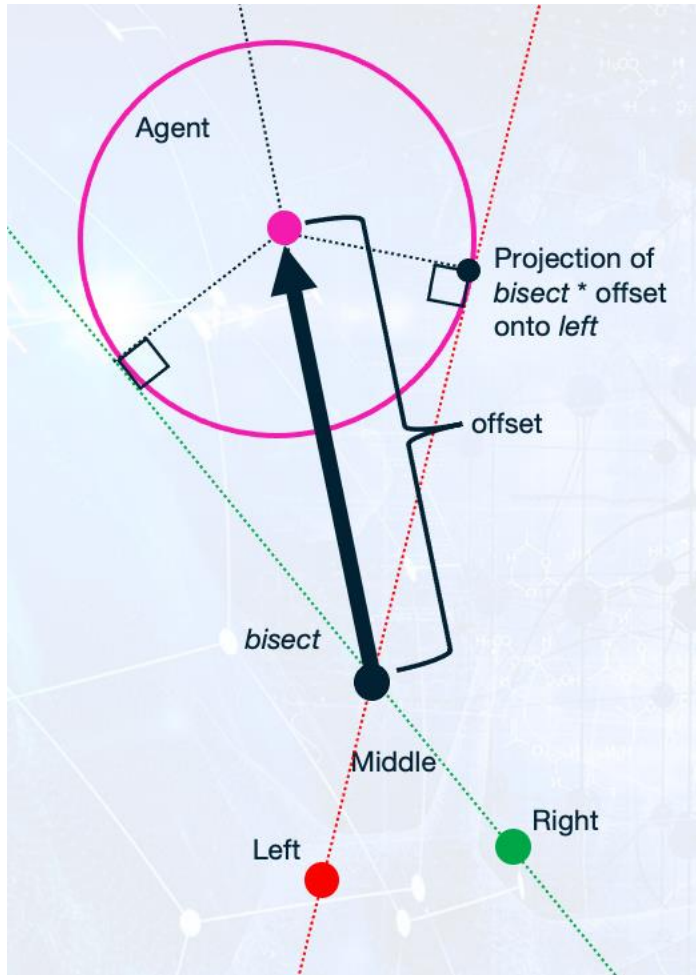 Agent
Projection of
bisect * offset
onto left
offset
bisect
Middle
Right
Left